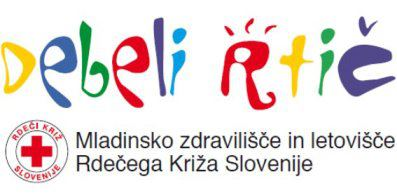 Debeli Rtič
RDEČI KRIŽ
SLOVENIJE
Mladinsko zdravilišče in letovišče
Rdečega Križa Slovenije